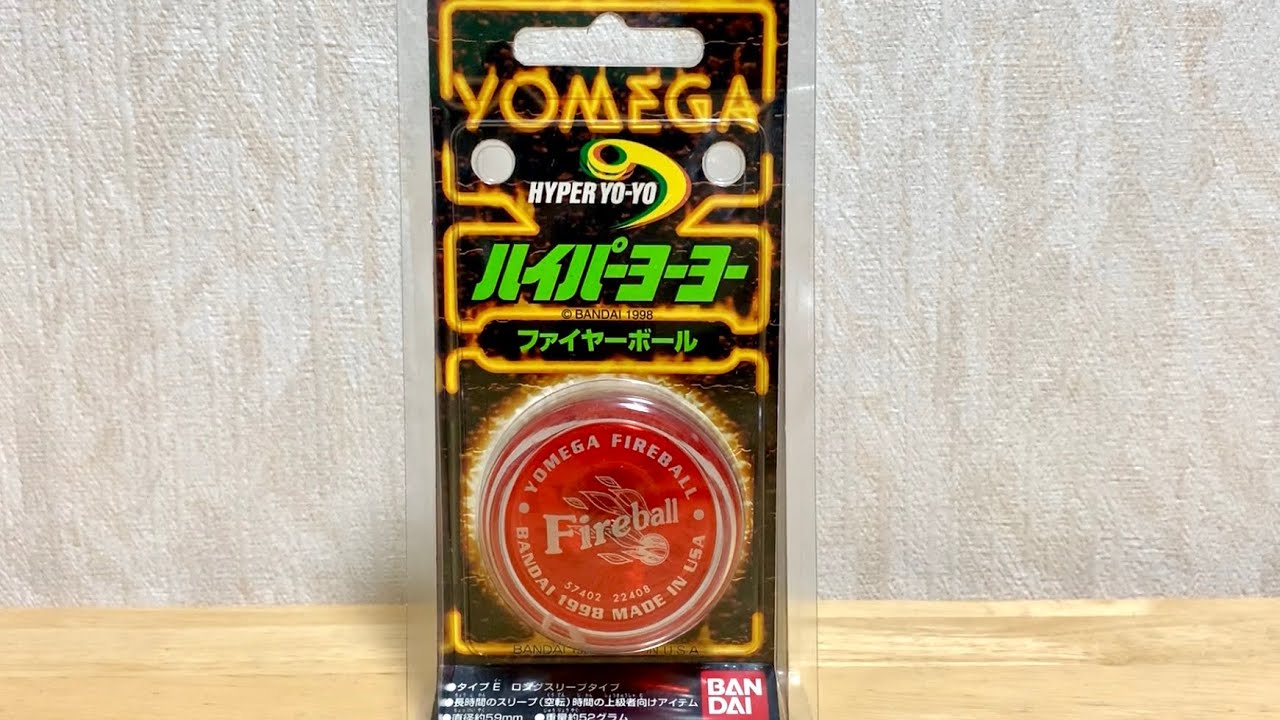 YOMEGA
HYPER YO-YO
ハイパーヨーヨー
© BANDAI 1998
ファイヤーボール
YOMEGA FIREBALL
Fireball
57402 22408
BANDAI 1998 MADE IN USA
BANDAI IN U.S.A
●タイプE ロングスリープタイプ
●長時間のスリープ(空転)時間の上級者向けアイテム
●直径約59mm ●重量約52グラム
BAN
DAI